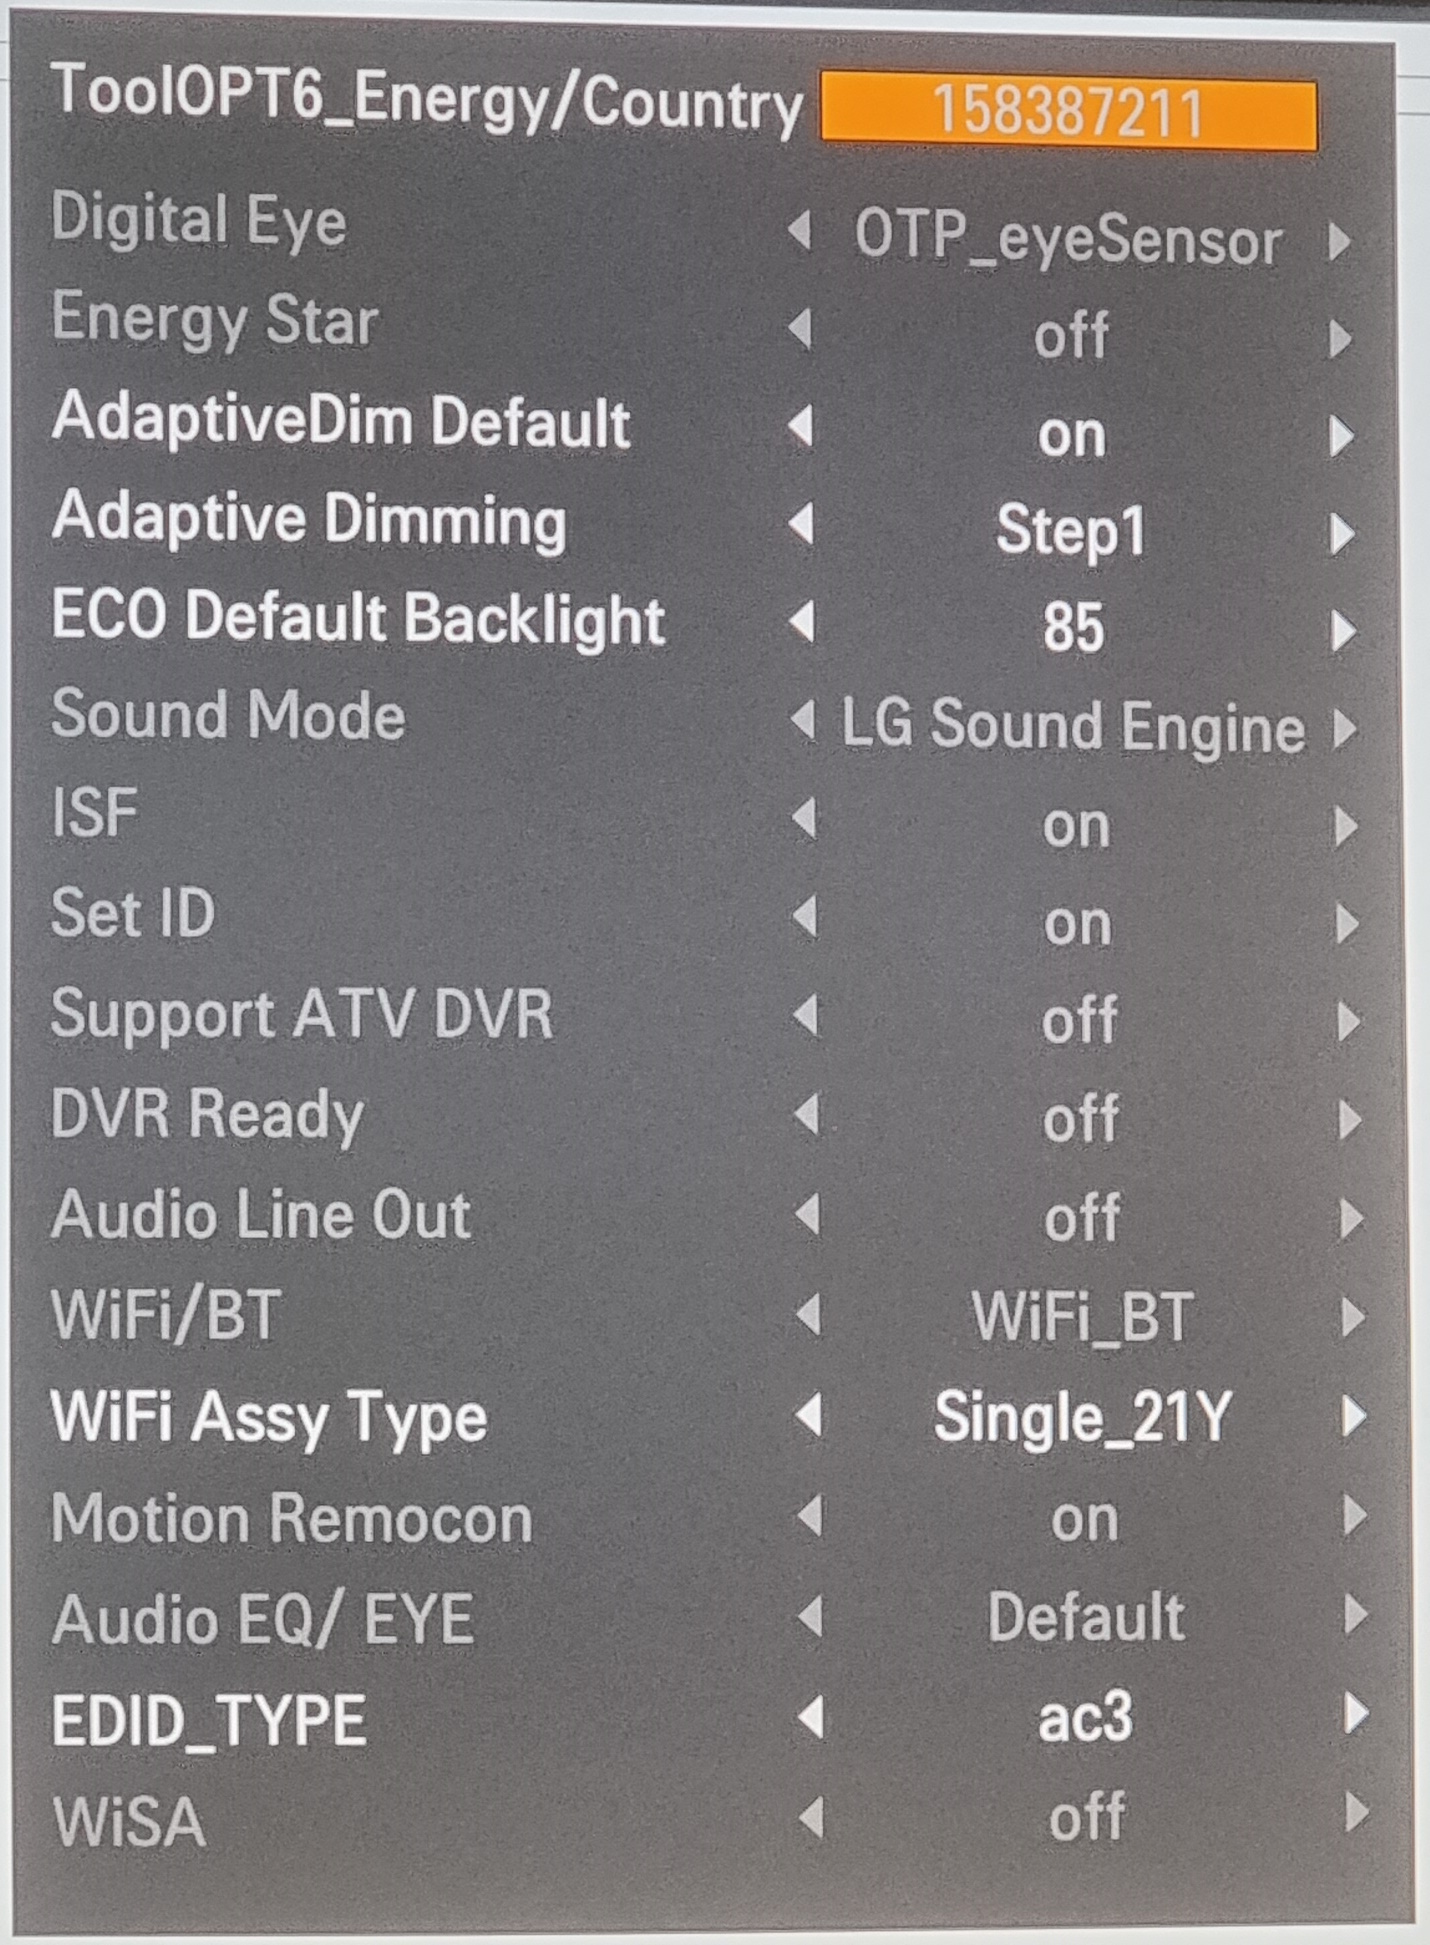 ToolOPT6_Energy/Country 158387211
Digital Eye OTP_eyeSensor
Energy Star off
AdaptiveDim Default on
Adaptive Dimming Step1
ECO Default Backlight 85
Sound Mode LG Sound Engine
ISF on
Set ID on
Support ATV DVR off
DVR Ready off
Audio Line Out off
WiFi/BT WiFi_BT
WiFi Assy Type Single_21Y
Motion Remocon on
Audio EQ/ EYE Default
EDID_TYPE ac3
WiSA off